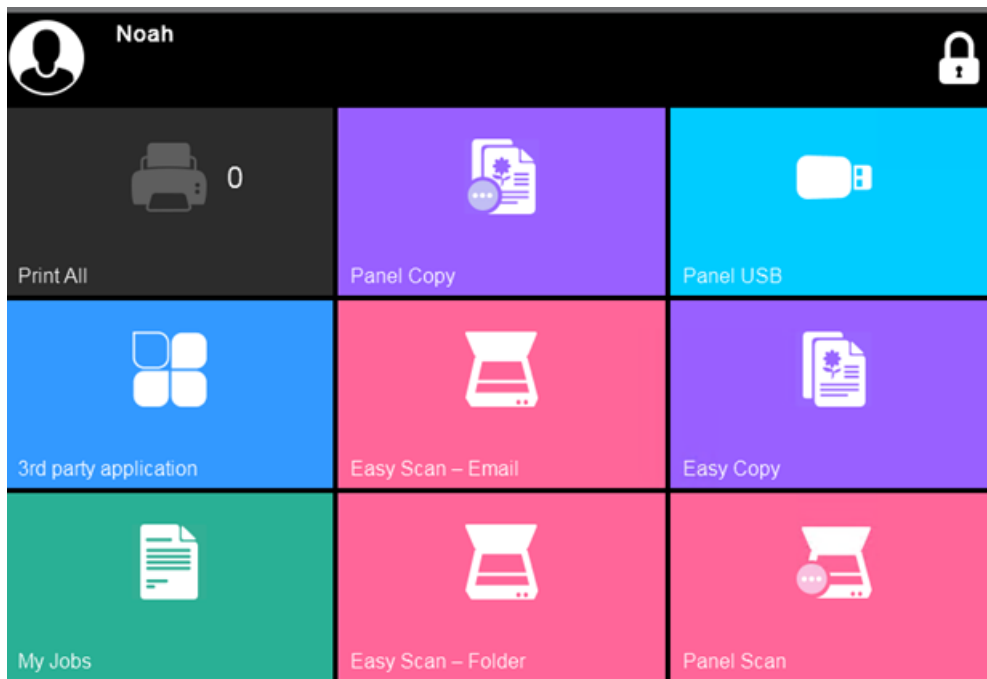 Noah
0
Print All
Panel Copy
Panel USB
3rd party application
Easy Scan – Email
Easy Copy
My Jobs
Easy Scan – Folder
Panel Scan